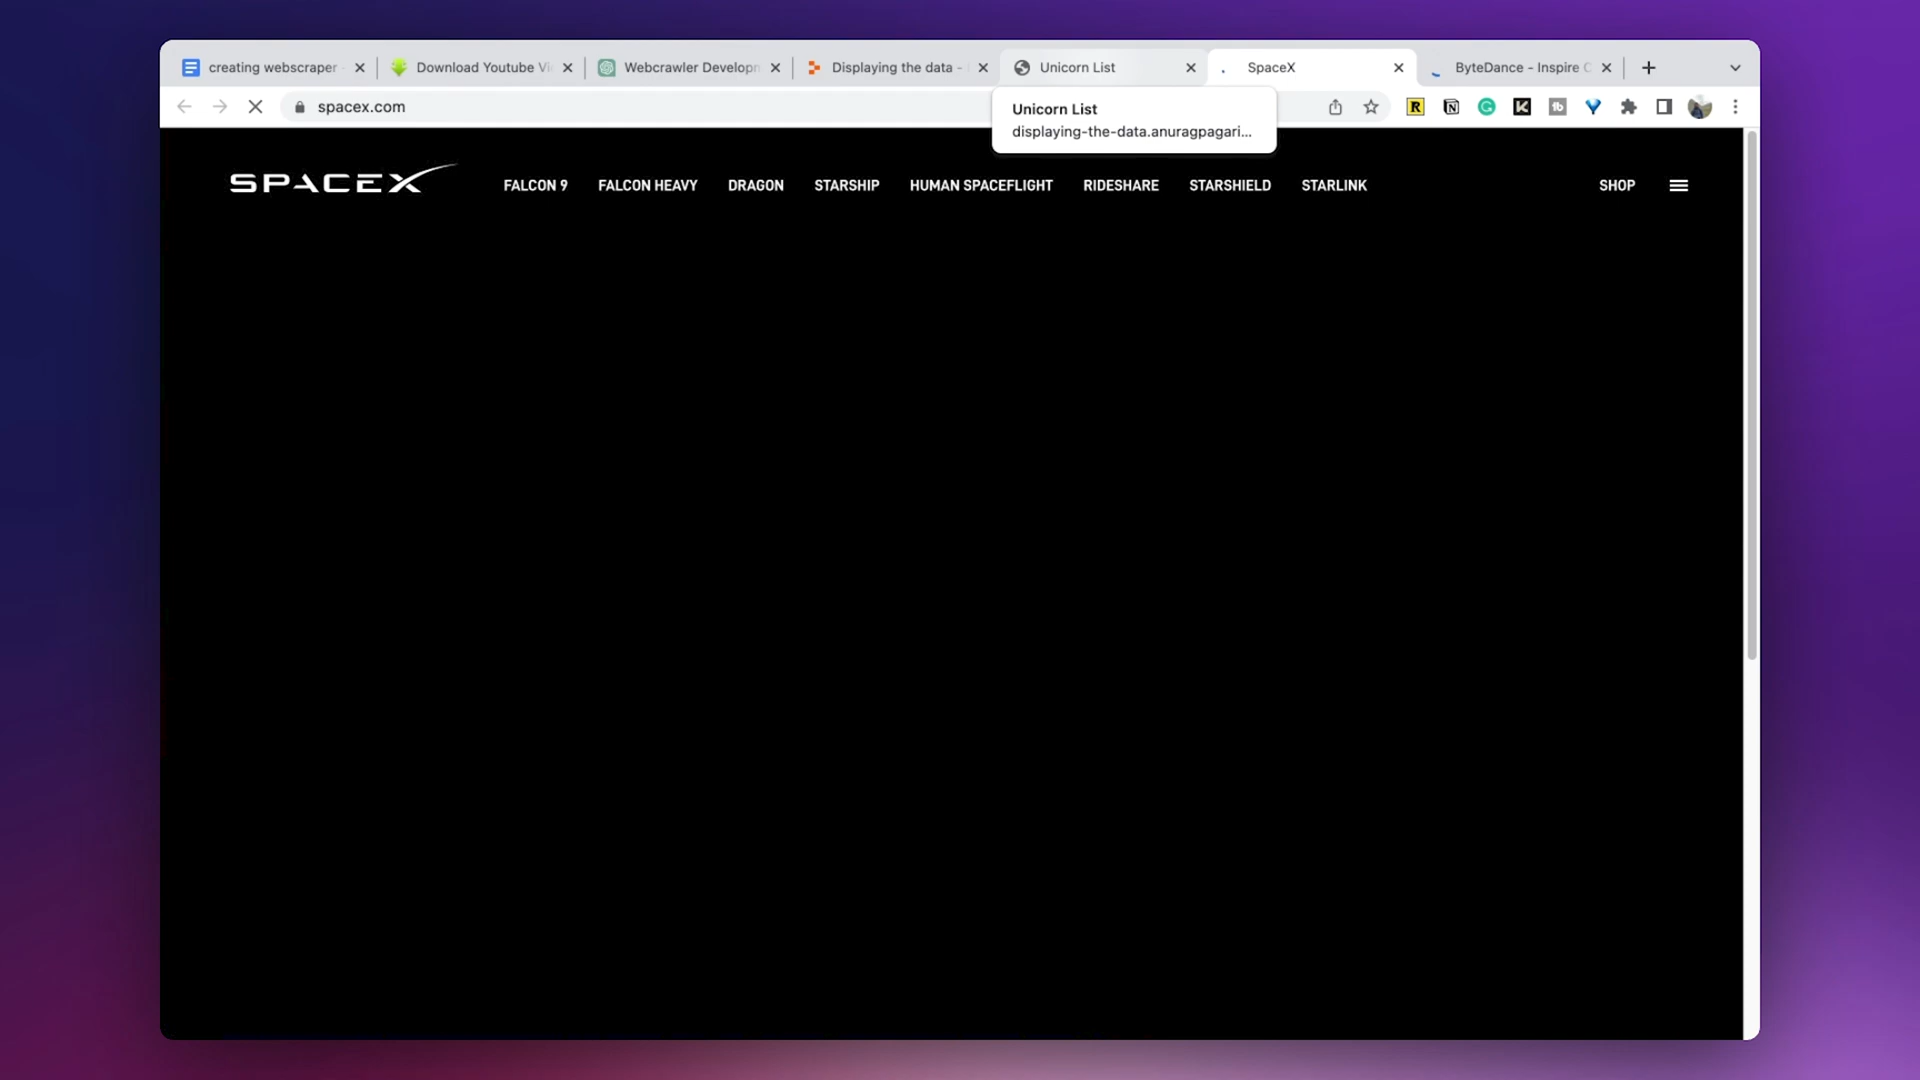 creating webscraper
Download Youtube Vi
Webcrawler Developm
Displaying the data -
Unicorn List
SpaceX
ByteDance - Inspire C
spacex.com
Unicorn List
displaying-the-data.anuragpagari...
SPACEX
FALCON 9
FALCON HEAVY
DRAGON
STARSHIP
HUMAN SPACEFLIGHT
RIDESHARE
STARSHIELD
STARLINK
SHOP